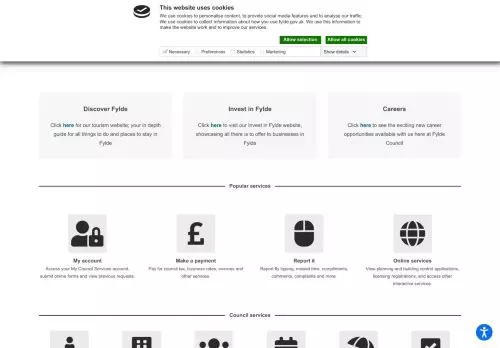 This website uses cookies
We use cookies to personalise content, to provide social media features and to analyse our traffic.
We use cookies to collect information about how you use fylde.gov.uk. We use this information to
make the website work and to improve our services.
Allow selection
Allow all cookies
Necessary
Preferences
Statistics
Marketing
Show details
Discover Fylde
Click here for our tourism website; your in depth
guide for all things to do and places to stay in
Fylde
Invest in Fylde
Click here to visit our Invest in Fylde website,
showcasing all there is to offer to businesses in
Fylde
Careers
Click here to see the exciting new career
opportunities available with us here at Fylde
Council
Popular services
My account
Access your My Council Services account,
submit online forms and view previous requests.
Make a payment
Pay for council tax, business rates, invoices and
other services.
Report it
Report fly tipping, missed bins, compliments,
comments, complaints and more
Online services
View planning and building control applications,
licensing registrations, and access other
interactive services.
Council services